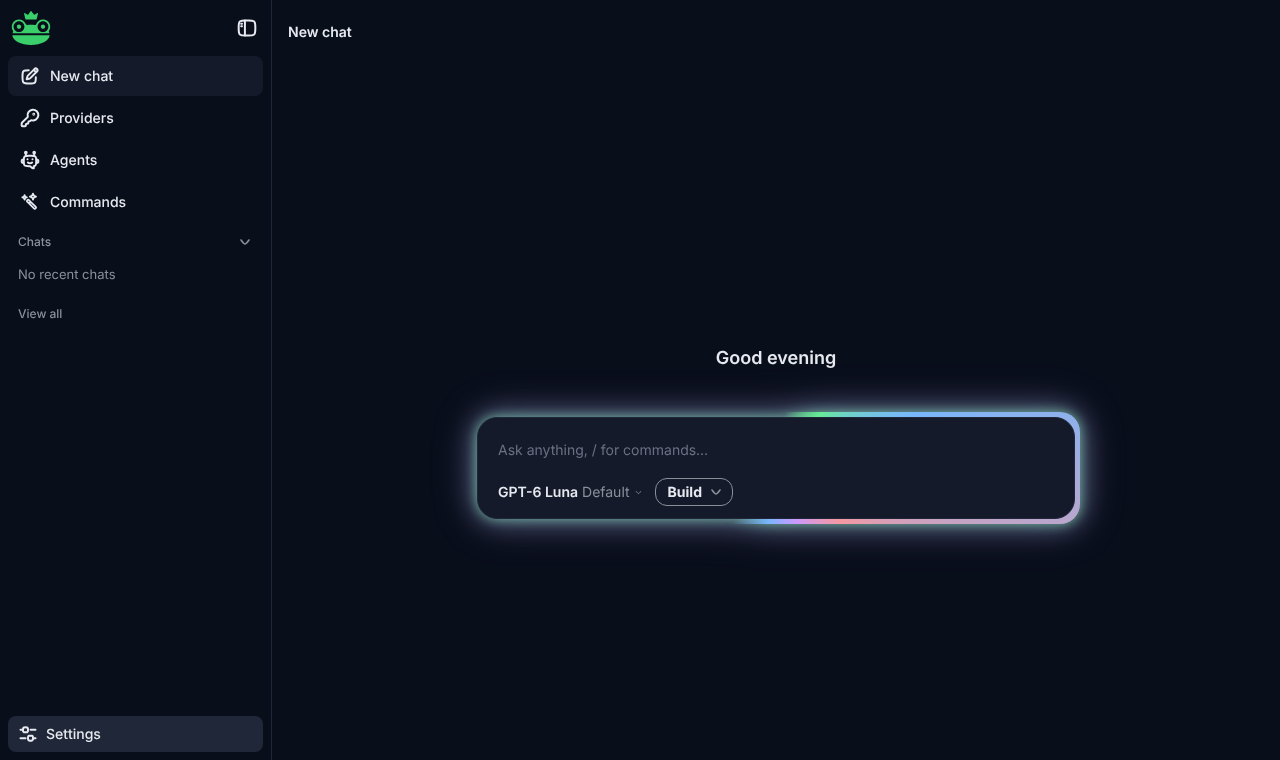 New chat
Providers
Agents
Commands
Chats
No recent chats
View all
Settings
New chat
Good evening
Ask anything, / for commands...
GPT-6 Luna Default
Build